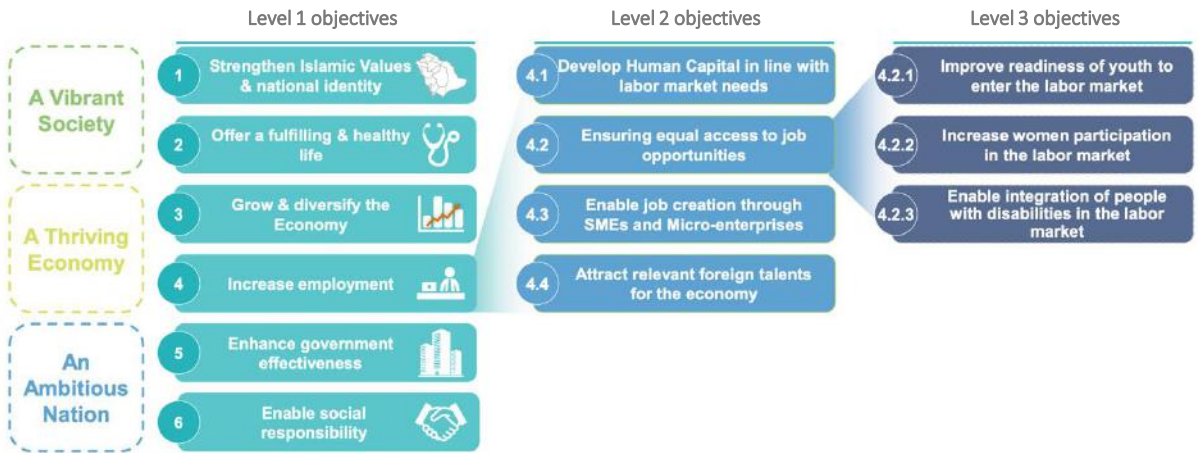 Level 1 objectives
Level 2 objectives
Level 3 objectives
A Vibrant
Society
A Thriving
Economy
An
Ambitious
Nation
1
Strengthen Islamic Values
& national identity
2
Offer a fulfilling & healthy
life
3
Grow & diversify the
Economy
4
Increase employment
5
Enhance government
effectiveness
6
Enable social
responsibility
4.1
Develop Human Capital in line with
labor market needs
4.2
Ensuring equal access to job
opportunities
4.3
Enable job creation through
SMEs and Micro-enterprises
4.4
Attract relevant foreign talents
for the economy
4.2.1
Improve readiness of youth to
enter the labor market
4.2.2
Increase women participation
in the labor market
4.2.3
Enable integration of people
with disabilities in the labor
market